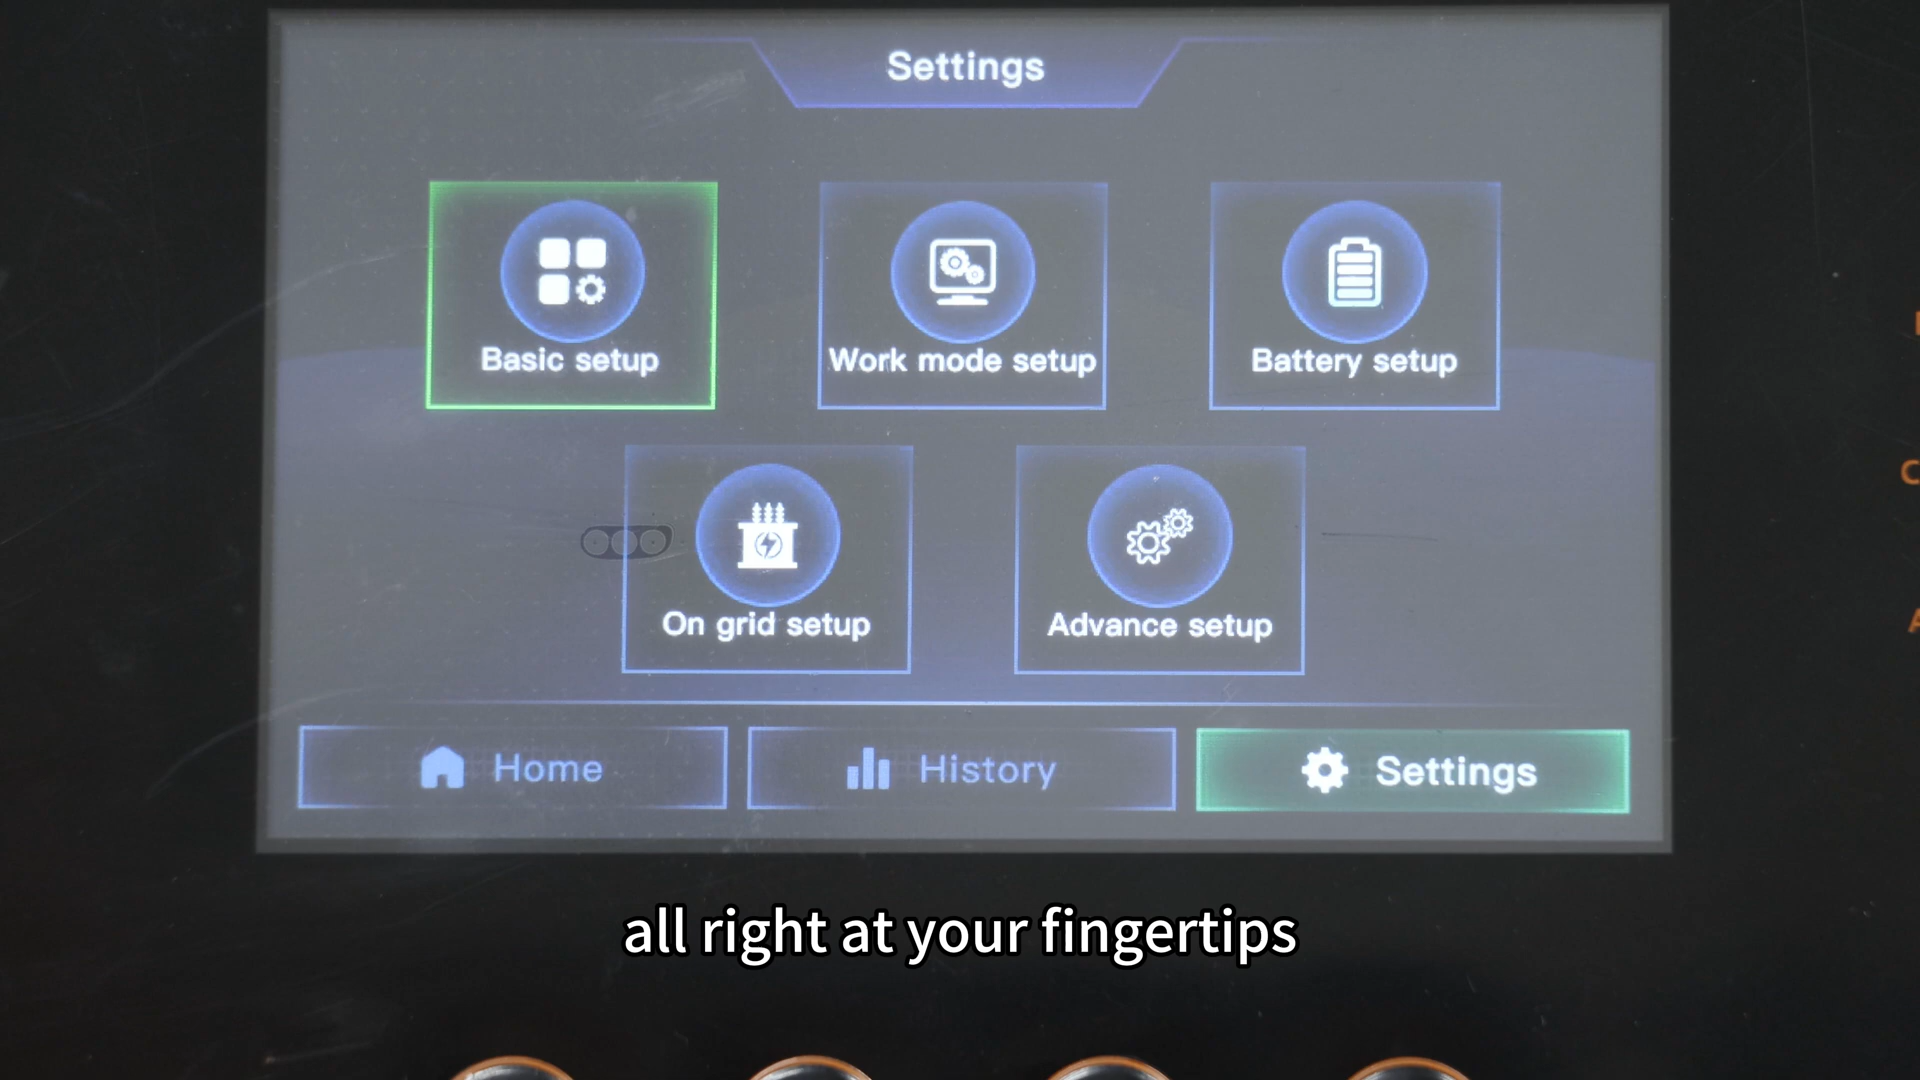 Settings
Basic setup
Work mode setup
Battery setup
On grid setup
Advance setup
Home
History
Settings
all right at your fingertips